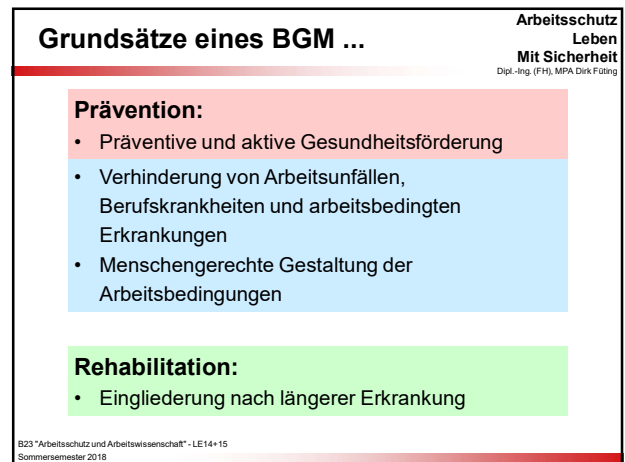 Grundsätze eines BGM ...
Arbeitsschutz
Leben
Mit Sicherheit
Dipl.-Ing. (FH), MPA Dirk Füting
Prävention:
• Präventive und aktive Gesundheitsförderung
• Verhinderung von Arbeitsunfällen,
Berufskrankheiten und arbeitsbedingten
Erkrankungen
• Menschengerechte Gestaltung der
Arbeitsbedingungen
Rehabilitation:
• Eingliederung nach längerer Erkrankung
B23 "Arbeitsschutz und Arbeitswissenschaft" - LE14+15
Sommersemester 2018